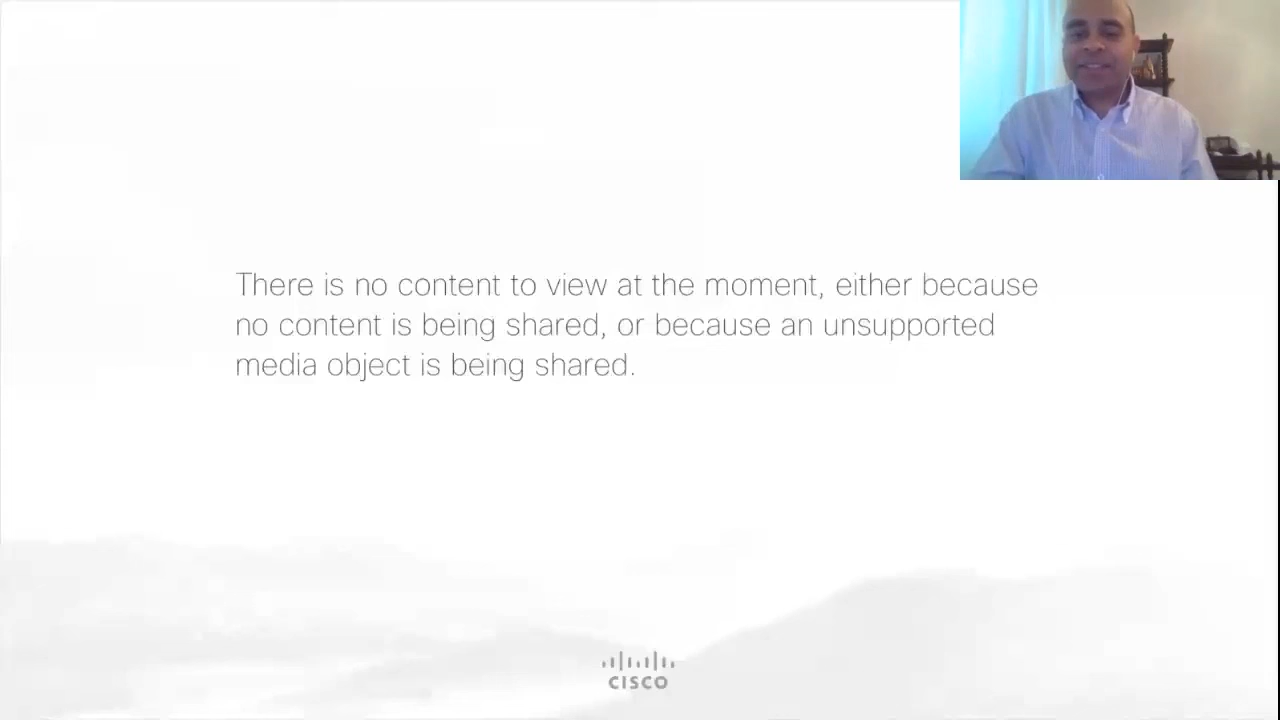 There is no content to view at the moment, either because
no content is being shared, or because an unsupported
media object is being shared.
CISCO